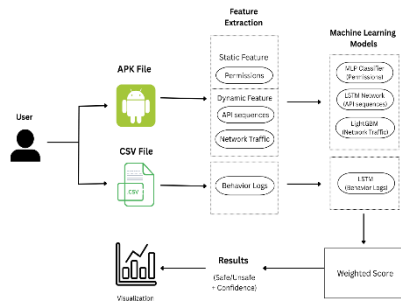 Feature
Extraction
Machine Learning
Models
Static Feature
Permissions
APK File
Dynamic Feature
API sequences
Network Traffic
MLP Classifier
(Permissions)
LSTM Network
(API sequences)
LightGBM
(Network Traffic)
User
CSV File
CSV
Behavior Logs
LSTM
(Behavior Logs)
Results
(Safe/Unsafe
+ Confidence)
Weighted Score
Visualization